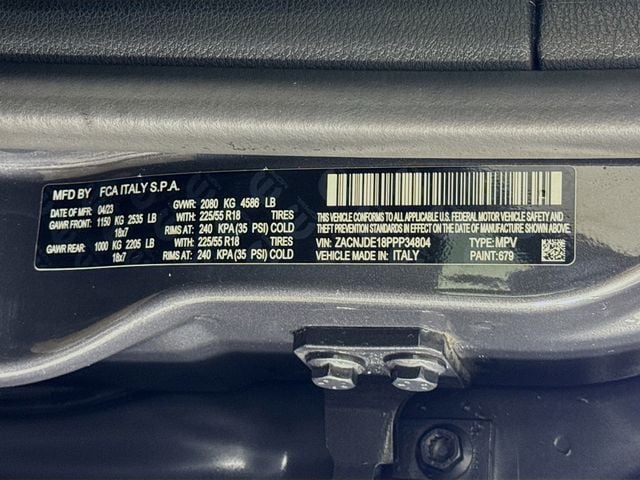 MFD BY FCA ITALY S.P.A.
DATE OF MFR 04/23 GVWR: 2080 KG 4586 LB
GAWR FRONT: 1150 KG 2535 LB WITH: 225/55 R18 TIRES
18x7 RIMS AT: 240 KPA(35 PSI) COLD
GAWR REAR: 1000 KG 2205 LB WITH: 225/55 R18 TIRES
18x7 RIMS AT: 240 KPA(35 PSI) COLD
THIS VEHICLE CONFORMS TO ALL APPLICABLE U.S. FEDERAL MOTOR VEHICLE SAFETY, BUMPER, AND
THEFT PREVENTION STANDARDS IN EFFECT ON THE DATE OF MANUFACTURE SHOWN ABOVE.
VIN: ZACNJDE18PPP34804 TYPE: MPV
VEHICLE MADE IN: ITALY PAINT:679